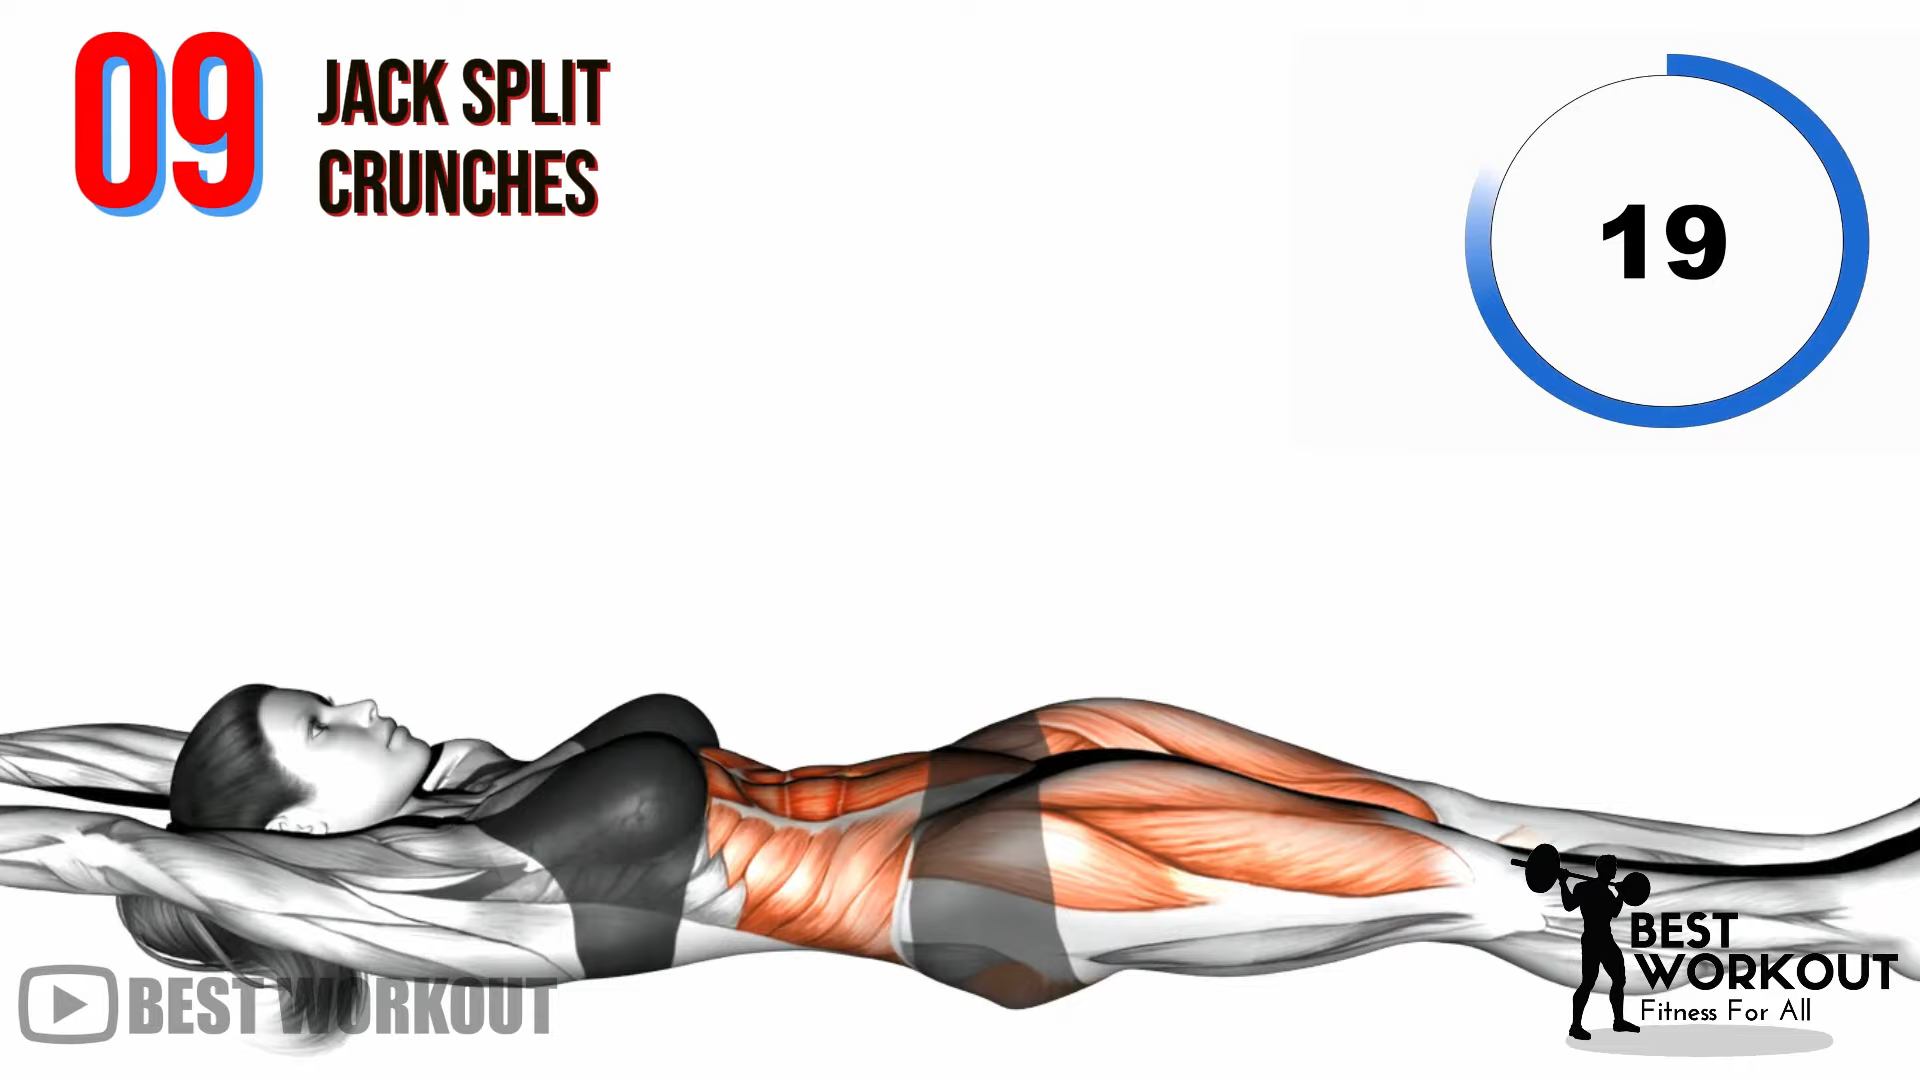 09
JACK SPLIT
CRUNCHES
19
BEST WORKOUT
BEST
WORKOUT
Fitness For All